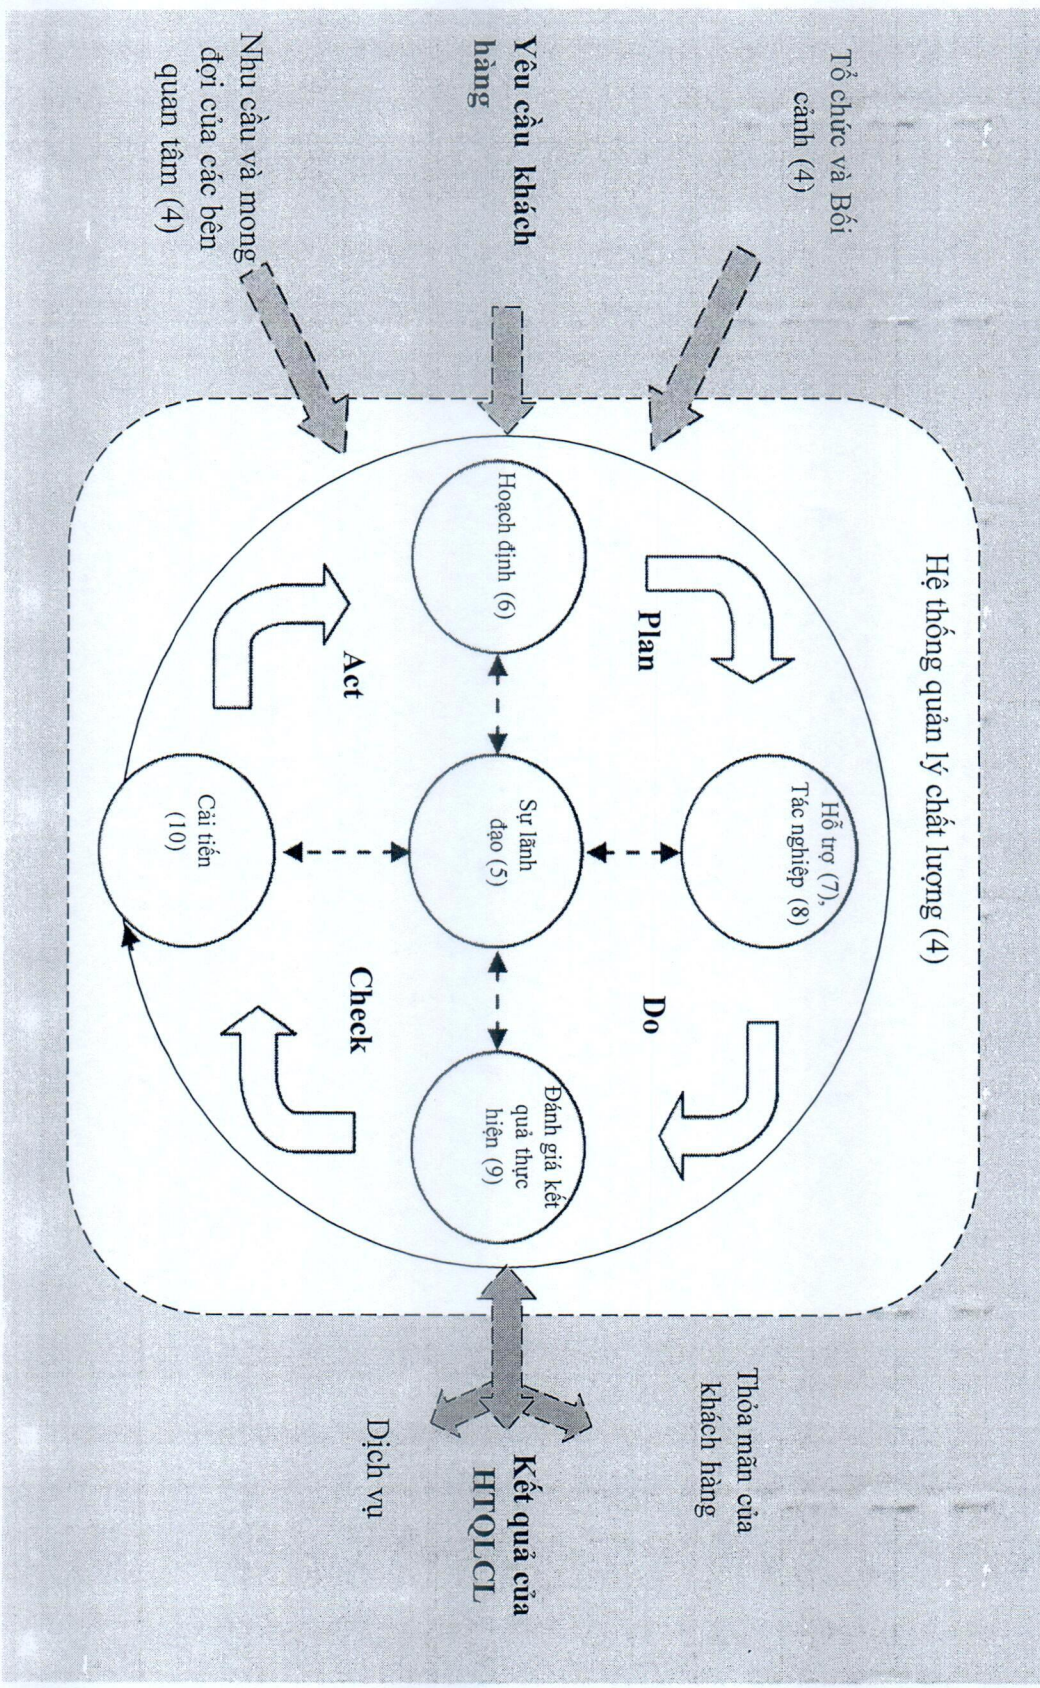 Hệ thống quản lý chất lượng (4)
Tổ chức và Bối
cảnh (4)
Yêu cầu khách
hàng
Nhu cầu và mong
đợi của các bên
quan tâm (4)
Plan
Hỗ trợ (7),
Tác nghiệp (8)
Do
Hoạch định (6)
Sự lãnh
đạo (5)
Đánh giá kết
quả thực
hiện (9)
Act
Cải tiến
(10)
Check
Thỏa mãn của
khách hàng
Kết quả của
HTQLCL
Dịch vụ